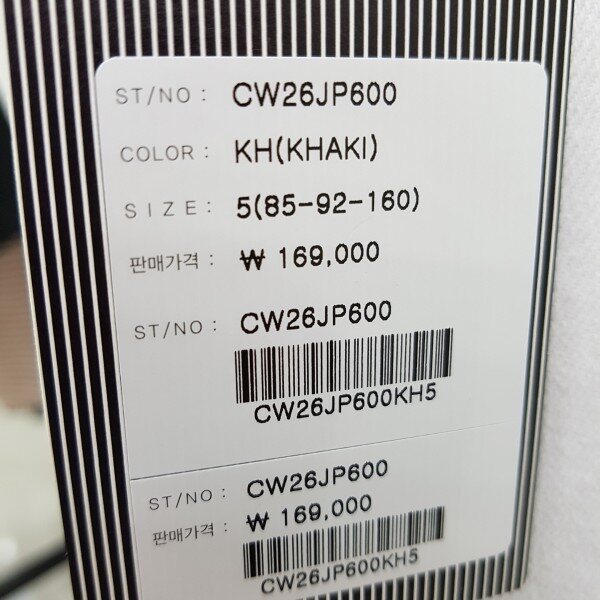 ST/NO : CW26JP600
COLOR : KH(KHAKI)
SIZE : 5(85-92-160)
판매가격 : ₩ 169,000
ST/NO : CW26JP600
CW26JP600KH5
ST/NO : CW26JP600
판매가격 : ₩ 169,000
CW26JP600KH5